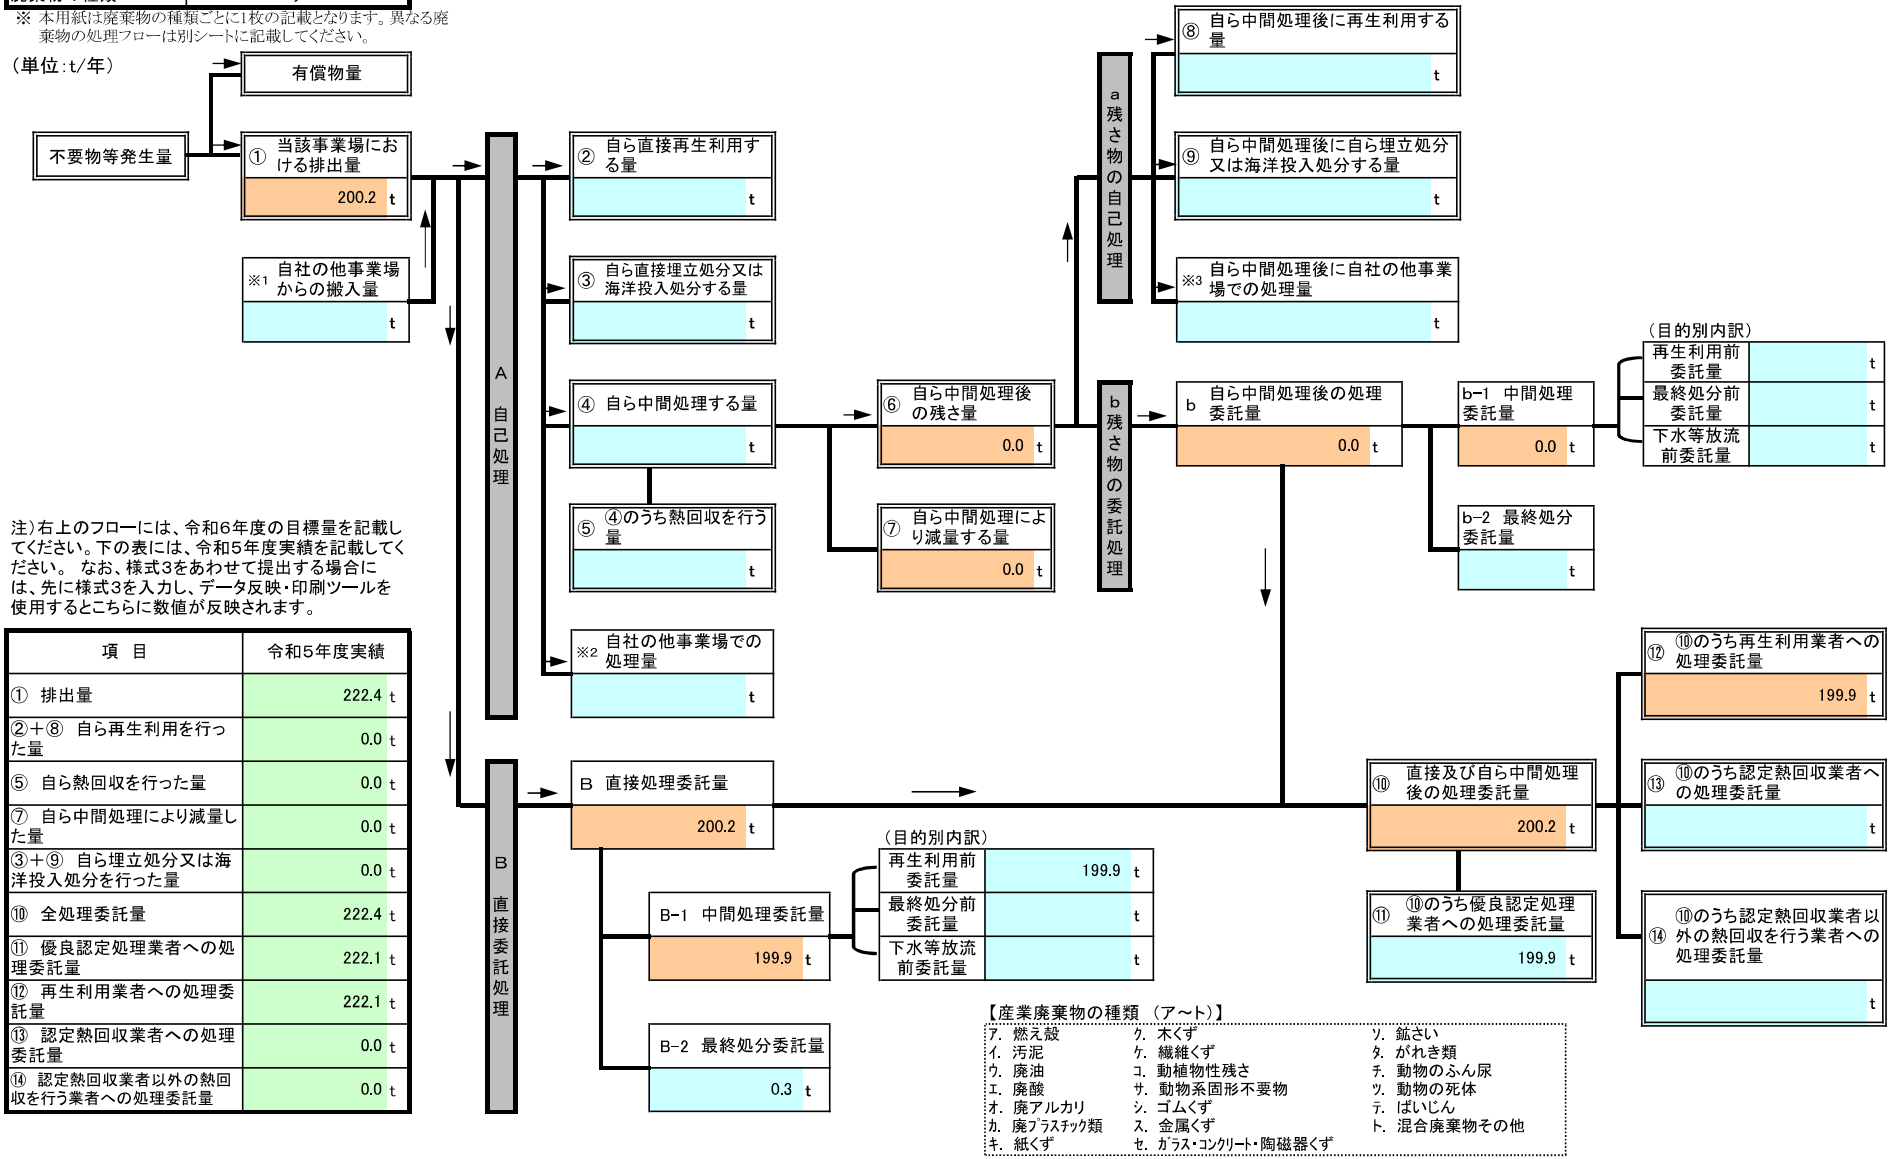 ※ 本用紙は廃棄物の種類ごとに1枚の記載となります。異なる廃
棄物の処理フローは別シートに記載してください。
(単位:t/年)
有償物量
不要物等発生量
① 当該事業場にお
ける排出量
200.2 t
※1 自社の他事業場
からの搬入量
t
A 自己処理
② 自ら直接再生利用す
る量
t
③ 自ら直接埋立処分又は
海洋投入処分する量
t
④ 自ら中間処理する量
t
⑤ ④のうち熱回収を行う
量
t
※2 自社の他事業場での
処理量
t
⑥ 自ら中間処理後
の残さ量
0.0 t
⑦ 自ら中間処理によ
り減量する量
0.0 t
a 残さ物の自己処理
⑧ 自ら中間処理後に再生利用する
量
t
⑨ 自ら中間処理後に自ら埋立処分
又は海洋投入処分する量
t
※3 自ら中間処理後に自社の他事業
場での処理量
t
b 残さ物の委託処理
b 自ら中間処理後の処理
委託量
0.0 t
b-1 中間処理
委託量
0.0 t
b-2 最終処分
委託量
t
(目的別内訳)
再生利用前
委託量
t
最終処分前
委託量
t
下水等放流
前委託量
t
注)右上のフローには、令和6年度の目標量を記載し
てください。下の表には、令和5年度実績を記載してく
ださい。 なお、様式3をあわせて提出する場合に
は、先に様式3を入力し、データ反映・印刷ツールを
使用するとこちらに数値が反映されます。
項 目 令和5年度実績
① 排出量 222.4 t
②+⑧ 自ら再生利用を行っ
た量 0.0 t
⑤ 自ら熱回収を行った量 0.0 t
⑦ 自ら中間処理により減量し
た量 0.0 t
③+⑨ 自ら埋立処分又は海
洋投入処分を行った量 0.0 t
⑩ 全処理委託量 222.4 t
⑪ 優良認定処理業者への処
理委託量 222.1 t
⑫ 再生利用業者への処理委
託量 222.1 t
⑬ 認定熱回収業者への処理
委託量 0.0 t
⑭ 認定熱回収業者以外の熱回
収を行う業者への処理委託量 0.0 t
B 直接委託処理
B 直接処理委託量
200.2 t
B-1 中間処理委託量
199.9 t
B-2 最終処分委託量
0.3 t
(目的別内訳)
再生利用前
委託量
199.9 t
最終処分前
委託量
t
下水等放流
前委託量
t
⑩ 直接及び自ら中間処理
後の処理委託量
200.2 t
⑪ ⑩のうち優良認定処理
業者への処理委託量
199.9 t
⑫ ⑩のうち再生利用業者への
処理委託量
199.9 t
⑬ ⑩のうち認定熱回収業者へ
の処理委託量
t
⑭ ⑩のうち認定熱回収業者以
外の熱回収を行う業者への
処理委託量
t
【産業廃棄物の種類 (ア~ト)】
ア. 燃え殻 ク. 木くず ソ. 鉱さい
イ. 汚泥 ケ. 繊維くず タ. がれき類
ウ. 廃油 コ. 動植物性残さ チ. 動物のふん尿
エ. 廃酸 サ. 動物系固形不要物 ツ. 動物の死体
オ. 廃アルカリ シ. ゴムくず テ. ばいじん
カ. 廃プラスチック類 ス. 金属くず ト. 混合廃棄物その他
キ. 紙くず セ. ガラス・コンクリート・陶磁器くず